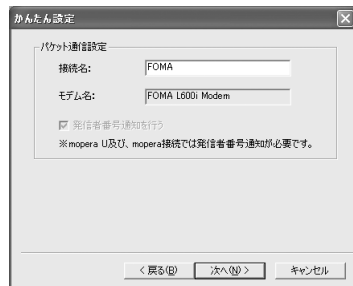 かんたん設定
パケット通信設定
接続名: FOMA
モデム名: FOMA L600i Modem
発信者番号通知を行う
※mopera U及び、mopera接続では発信者番号通知が必要です。
< 戻る(B) 次へ(N) > キャンセル